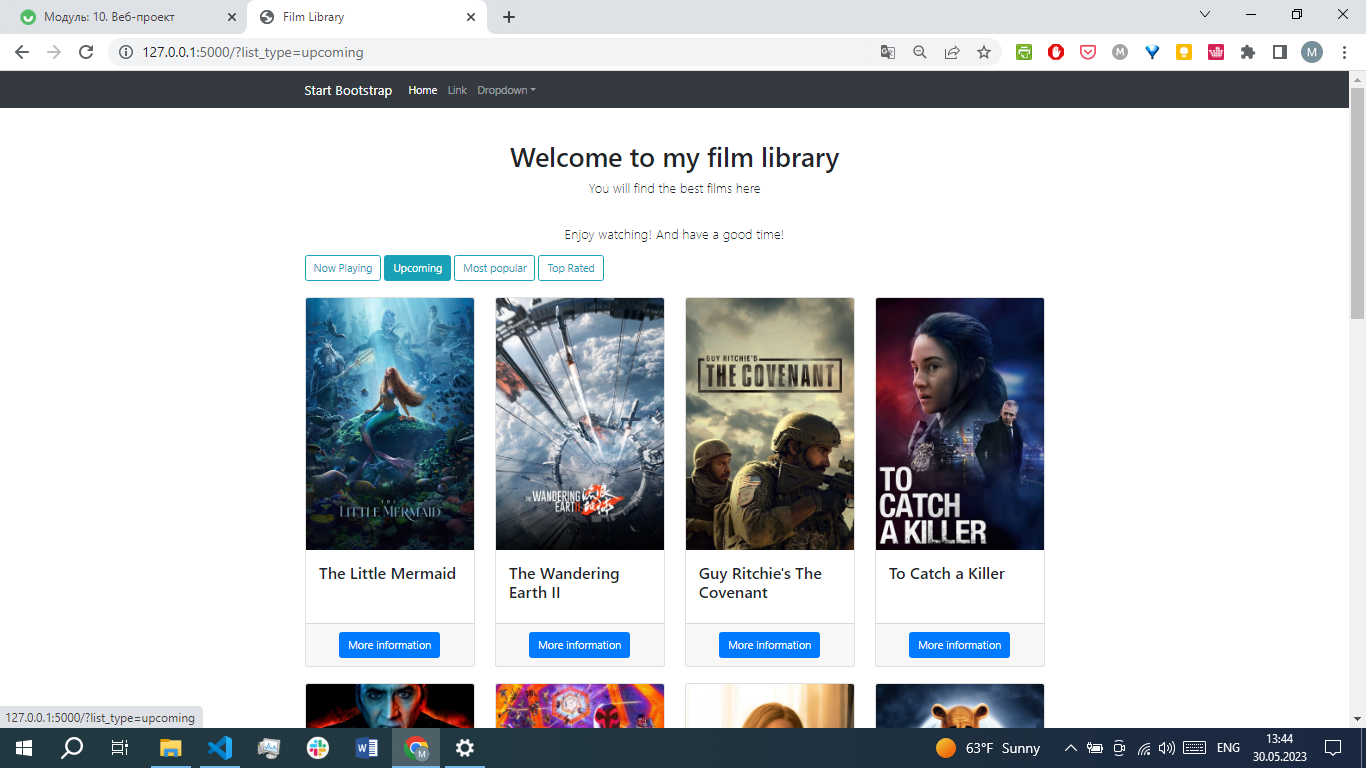 Модуль: 10. Веб-проект
Film Library
127.0.0.1:5000/?list_type=upcoming
M
M
Start Bootstrap
Home
Link
Dropdown
Welcome to my film library
You will find the best films here
Enjoy watching! And have a good time!
Now Playing
Upcoming
Most popular
Top Rated
THE
LITTLE MERMAID
THE WANDERING
EARTH II
GUY RITCHIE'S
THE COVENANT
TO
CATCH
A KILLER
The Little Mermaid
The Wandering
Earth II
Guy Ritchie's The
Covenant
To Catch a Killer
More information
More information
More information
More information
127.0.0.1:5000/?list_type=upcoming
M
63°F Sunny
ENG
13:44
30.05.2023